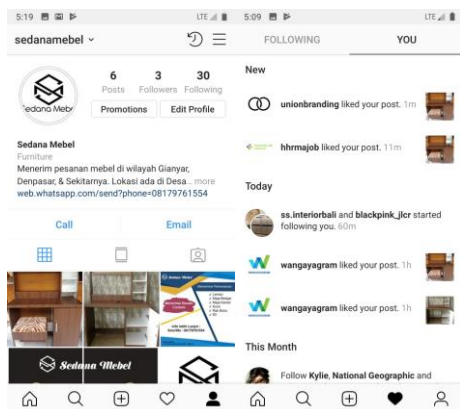 5:19
LTE
sedanamebel
Sedana Mebel
6
Posts
3
Followers
30
Following
Promotions
Edit Profile
Sedana Mebel
Furniture
Menerim pesanan mebel di wilayah Gianyar,
Denpasar, & Sekitarnya. Lokasi ada di Desa... more
web.whatsapp.com/send?phone=08179761554
Call
Email
Sedana Mebel
5:09
LTE
FOLLOWING
YOU
New
unionbranding liked your post. 1m
hhrmajob liked your post. 11m
Today
ss.interiorbali and blackpink_jlcr started
following you. 60m
wangayagram liked your post. 1h
wangayagram liked your post. 1h
This Month
Follow Kylie, National Geographic and